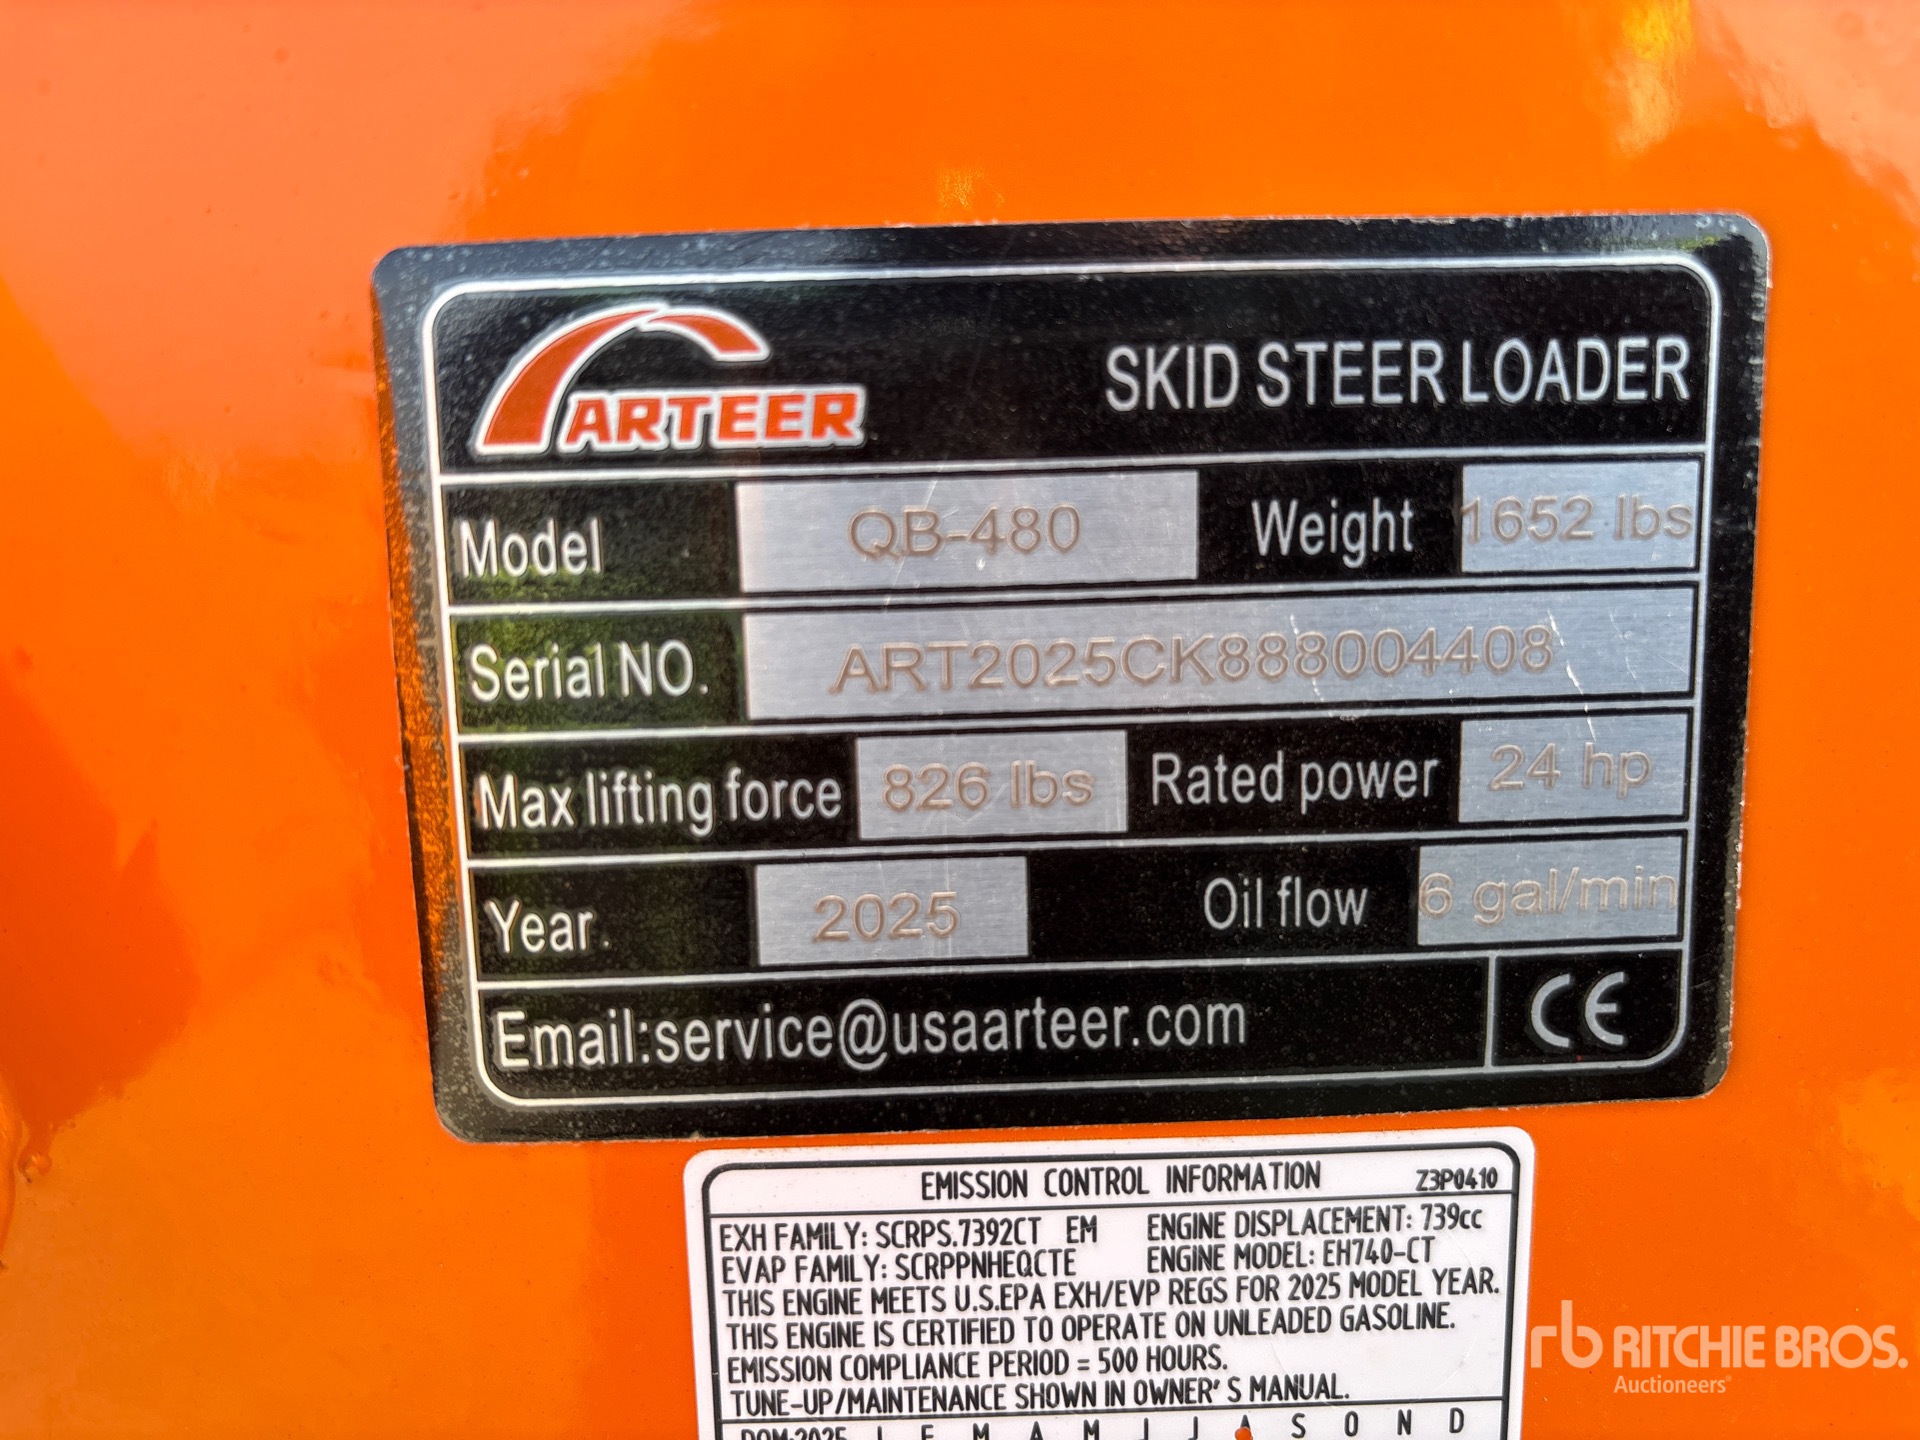 ARTEER
SKID STEER LOADER
Model QB-480 Weight 1652 lbs
Serial NO. ART2025CK888004408
Max lifting force 826 lbs Rated power 24 hp
Year 2025 Oil flow 6 gal/min
Email:service@usaarteer.com CE
EMISSION CONTROL INFORMATION Z3P0410
EXH FAMILY: SCRPS.7392CT EM ENGINE DISPLACEMENT: 739cc
EVAP FAMILY: SCRPPNHEQCTE ENGINE MODEL: EH740-CT
THIS ENGINE MEETS U.S.EPA EXH/EVP REGS FOR 2025 MODEL YEAR.
THIS ENGINE IS CERTIFIED TO OPERATE ON UNLEADED GASOLINE.
EMISSION COMPLIANCE PERIOD = 500 HOURS.
TUNE-UP/MAINTENANCE SHOWN IN OWNER'S MANUAL.
DOM:2025 J F M A M J J A S O N D
rb RITCHIE BROS.
Auctioneers